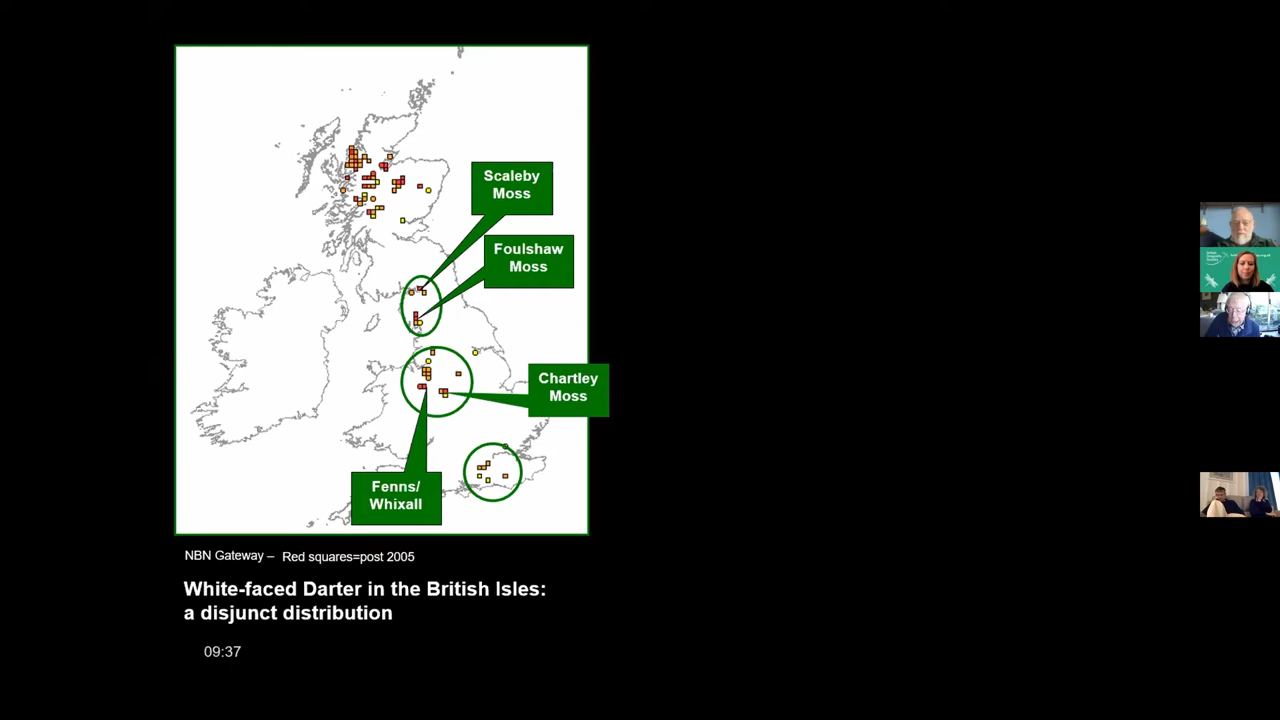 Scaleby
Moss
Foulshaw
Moss
Chartley
Moss
Fenns/
Whixall
NBN Gateway – Red squares=post 2005
White-faced Darter in the British Isles:
a disjunct distribution
09:37